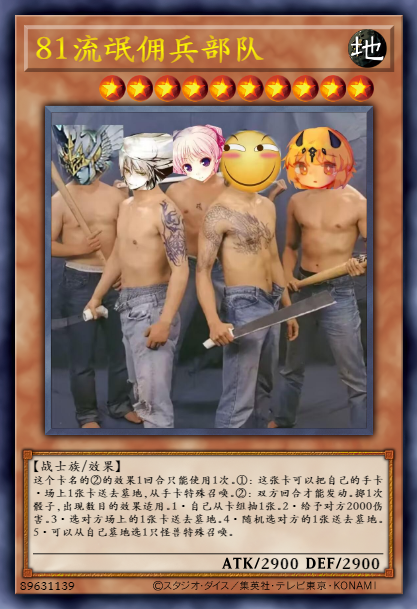 81流氓佣兵部队
地
【战士族/效果】
这个卡名的②的效果1回合只能使用1次。①：这张卡可以把自己的手卡
·场上1张卡送去墓地，从手卡特殊召唤。②：双方回合才能发动。掷1次
骰子，出现数目的效果适用。1·自己从卡组抽1张。2·给予对方2000伤
害。3·选对方场上的1张卡送去墓地。4·随机选对方的1张送去墓地。
5·可以从自己墓地选1只怪兽特殊召唤。
ATK/2900 DEF/2900
89631139
©スタジオ·ダイス/集英社·テレビ東京·KONAMI